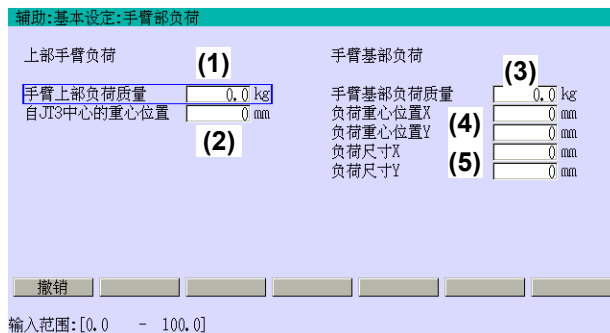 辅助:基本设定:手臂部负荷
上部手臂负荷
(1)
手臂上部负荷质量 0.0 kg
自JT3中心的重心位置 0 mm
(2)
手臂基部负荷
(3)
手臂基部负荷质量 0.0 kg
负荷重心位置X 0 mm
负荷重心位置Y (4) 0 mm
负荷尺寸X 0 mm
负荷尺寸Y (5) 0 mm
撤销
输入范围:[0.0 - 100.0]